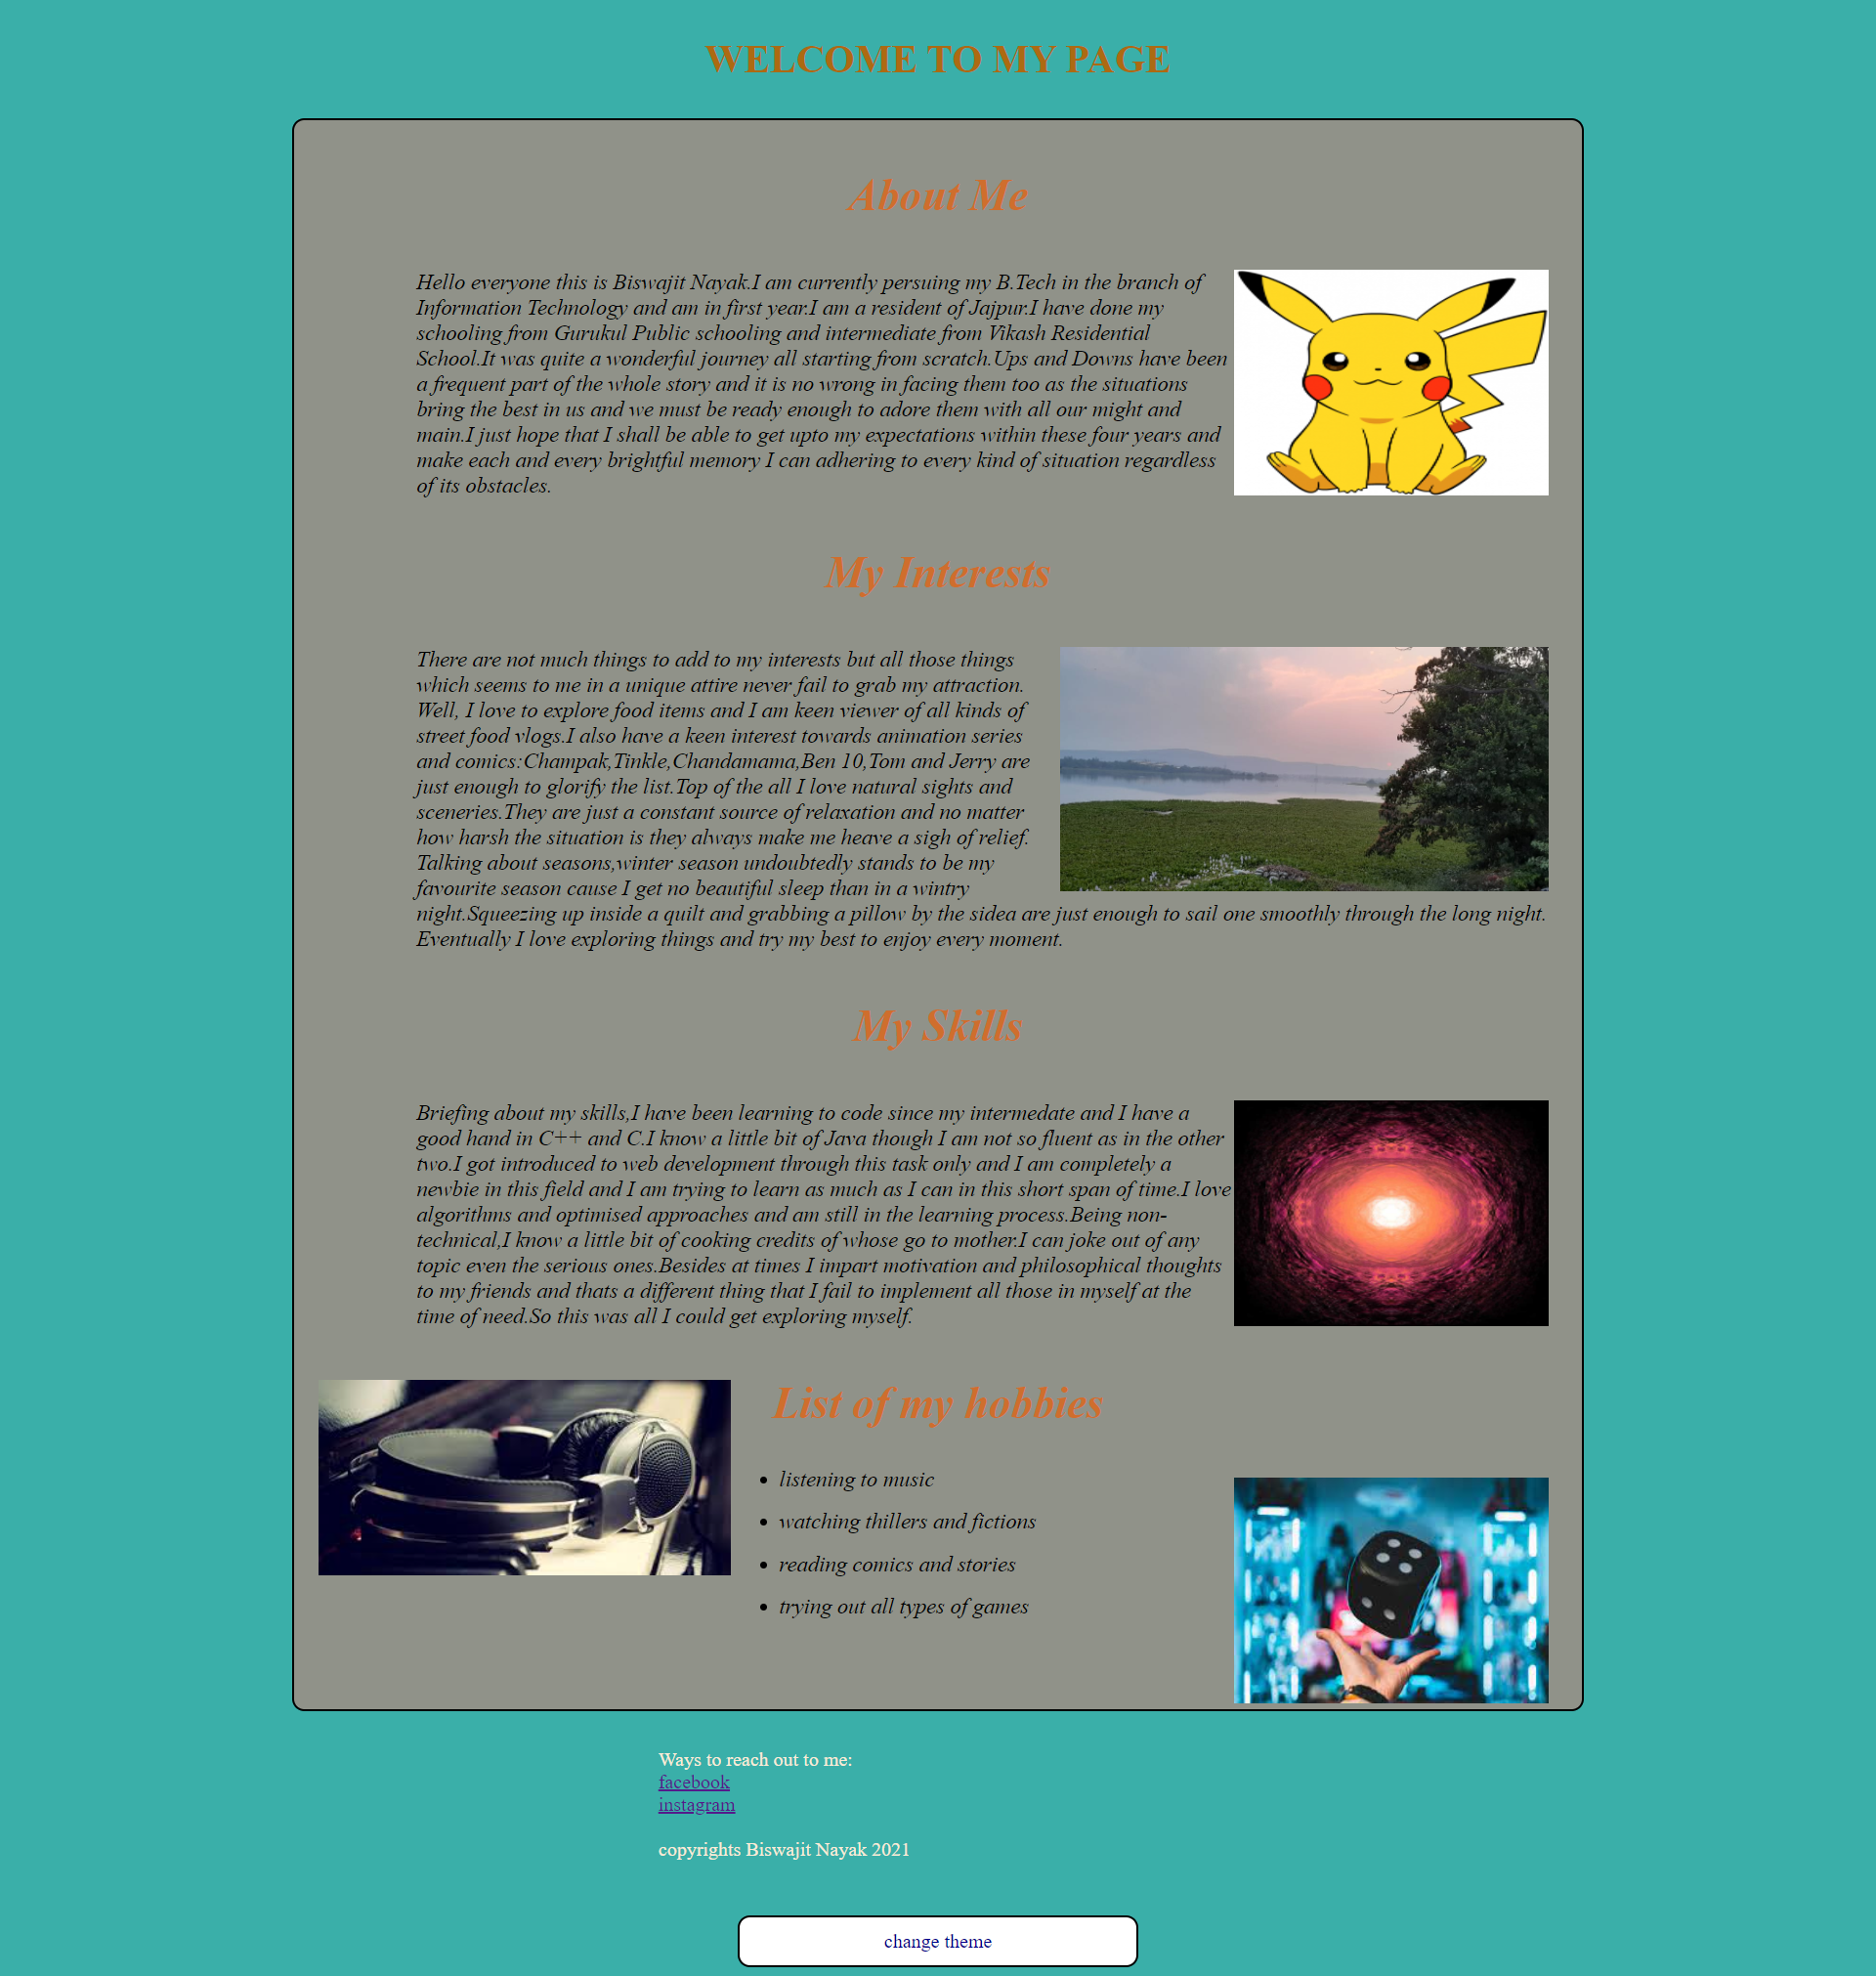 WELCOME TO MY PAGE
About Me
Hello everyone this is Biswajit Nayak.I am currently persuing my B.Tech in the branch of
Information Technology and am in first year.I am a resident of Jajpur.I have done my
schooling from Gurukul Public schooling and intermediate from Vikash Residential
School.It was quite a wonderful journey all starting from scratch.Ups and Downs have been
a frequent part of the whole story and it is no wrong in facing them too as the situations
bring the best in us and we must be ready enough to adore them with all our might and
main.I just hope that I shall be able to get upto my expectations within these four years and
make each and every brightful memory I can adhering to every kind of situation regardless
of its obstacles.
My Interests
There are not much things to add to my interests but all those things
which seems to me in a unique attire never fail to grab my attraction.
Well, I love to explore food items and I am keen viewer of all kinds of
street food vlogs.I also have a keen interest towards animation series
and comics:Champak,Tinkle,Chandamama,Ben 10,Tom and Jerry are
just enough to glorify the list.Top of the all I love natural sights and
sceneries.They are just a constant source of relaxation and no matter
how harsh the situation is they always make me heave a sigh of relief.
Talking about seasons,winter season undoubtedly stands to be my
favourite season cause I get no beautiful sleep than in a wintry
night.Squeezing up inside a quilt and grabbing a pillow by the sidea are just enough to sail one smoothly through the long night.
Eventually I love exploring things and try my best to enjoy every moment.
My Skills
Briefing about my skills,I have been learning to code since my intermedate and I have a
good hand in C++ and C.I know a little bit of Java though I am not so fluent as in the other
two.I got introduced to web development through this task only and I am completely a
newbie in this field and I am trying to learn as much as I can in this short span of time.I love
algorithms and optimised approaches and am still in the learning process.Being non-
technical,I know a little bit of cooking credits of whose go to mother.I can joke out of any
topic even the serious ones.Besides at times I impart motivation and philosophical thoughts
to my friends and thats a different thing that I fail to implement all those in myself at the
time of need.So this was all I could get exploring myself.
List of my hobbies
• listening to music
• watching thillers and fictions
• reading comics and stories
• trying out all types of games
Ways to reach out to me:
facebook
instagram
copyrights Biswajit Nayak 2021
change theme